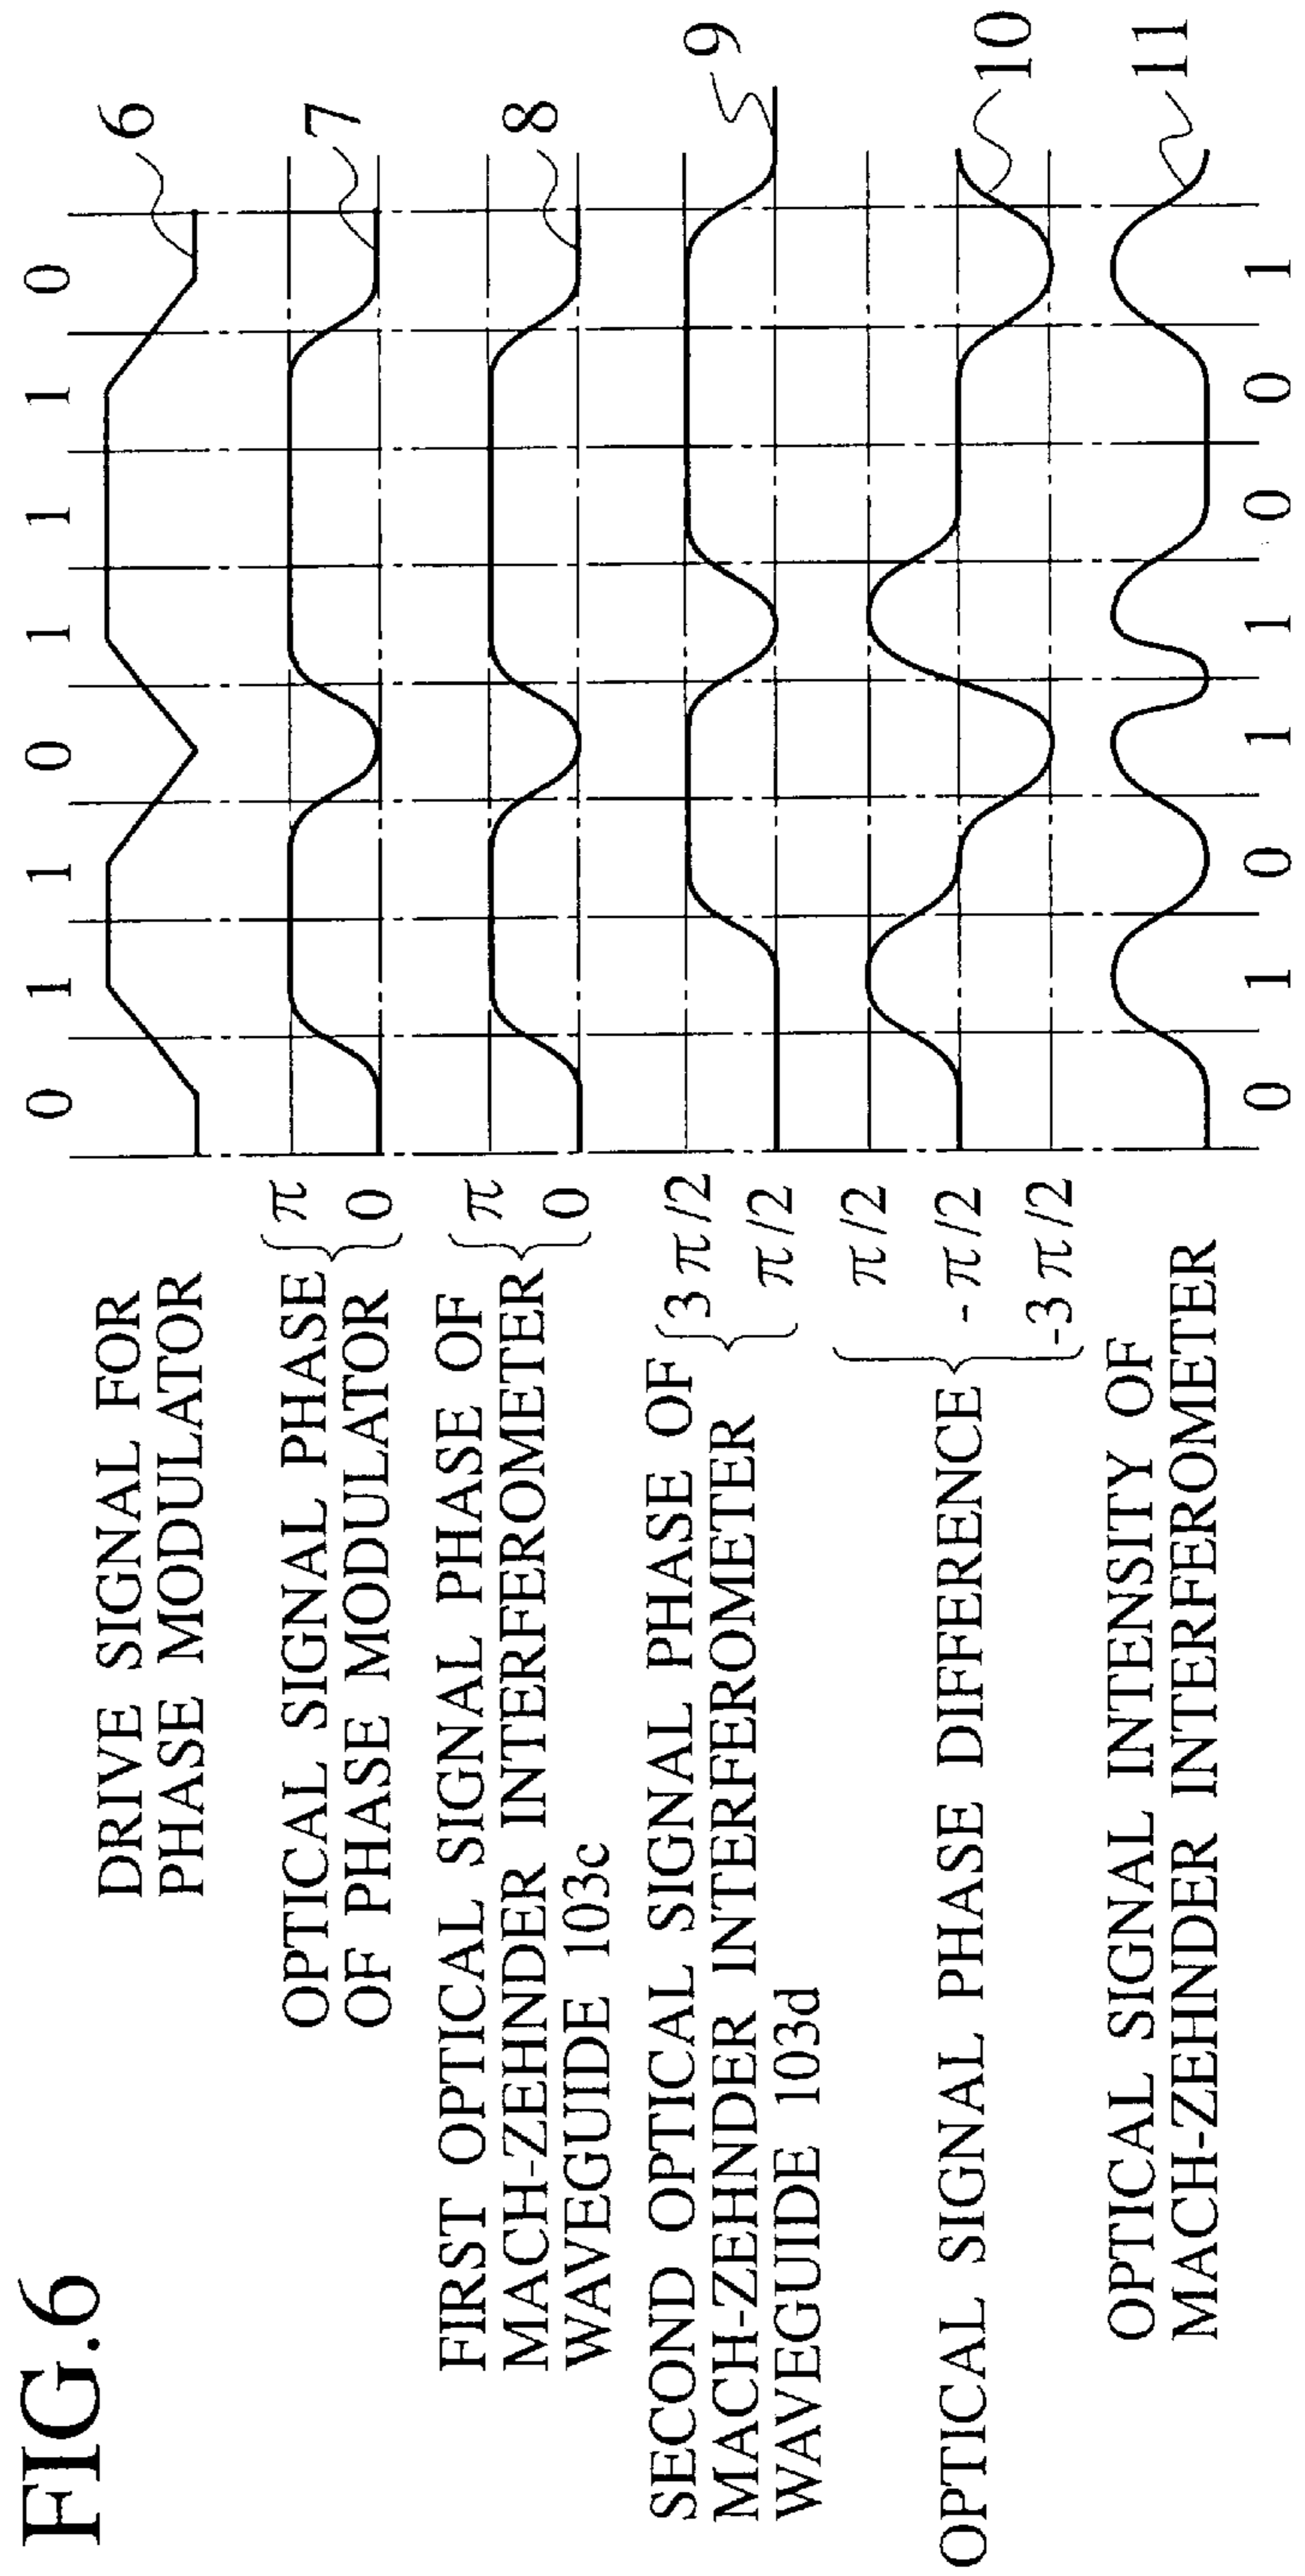 FIG.6
0 1 1 0 1 1 1 0
DRIVE SIGNAL FOR
PHASE MODULATOR
6
OPTICAL SIGNAL PHASE
OF PHASE MODULATOR
π
0
7
FIRST OPTICAL SIGNAL PHASE OF
MACH-ZEHNDER INTERFEROMETER
WAVEGUIDE 103c
π
0
8
SECOND OPTICAL SIGNAL PHASE OF
MACH-ZEHNDER INTERFEROMETER
WAVEGUIDE 103d
3π/2
π/2
9
OPTICAL SIGNAL PHASE DIFFERENCE
π/2
-π/2
-3π/2
10
OPTICAL SIGNAL INTENSITY OF
MACH-ZEHNDER INTERFEROMETER
11
0 1 0 1 1 0 0 1